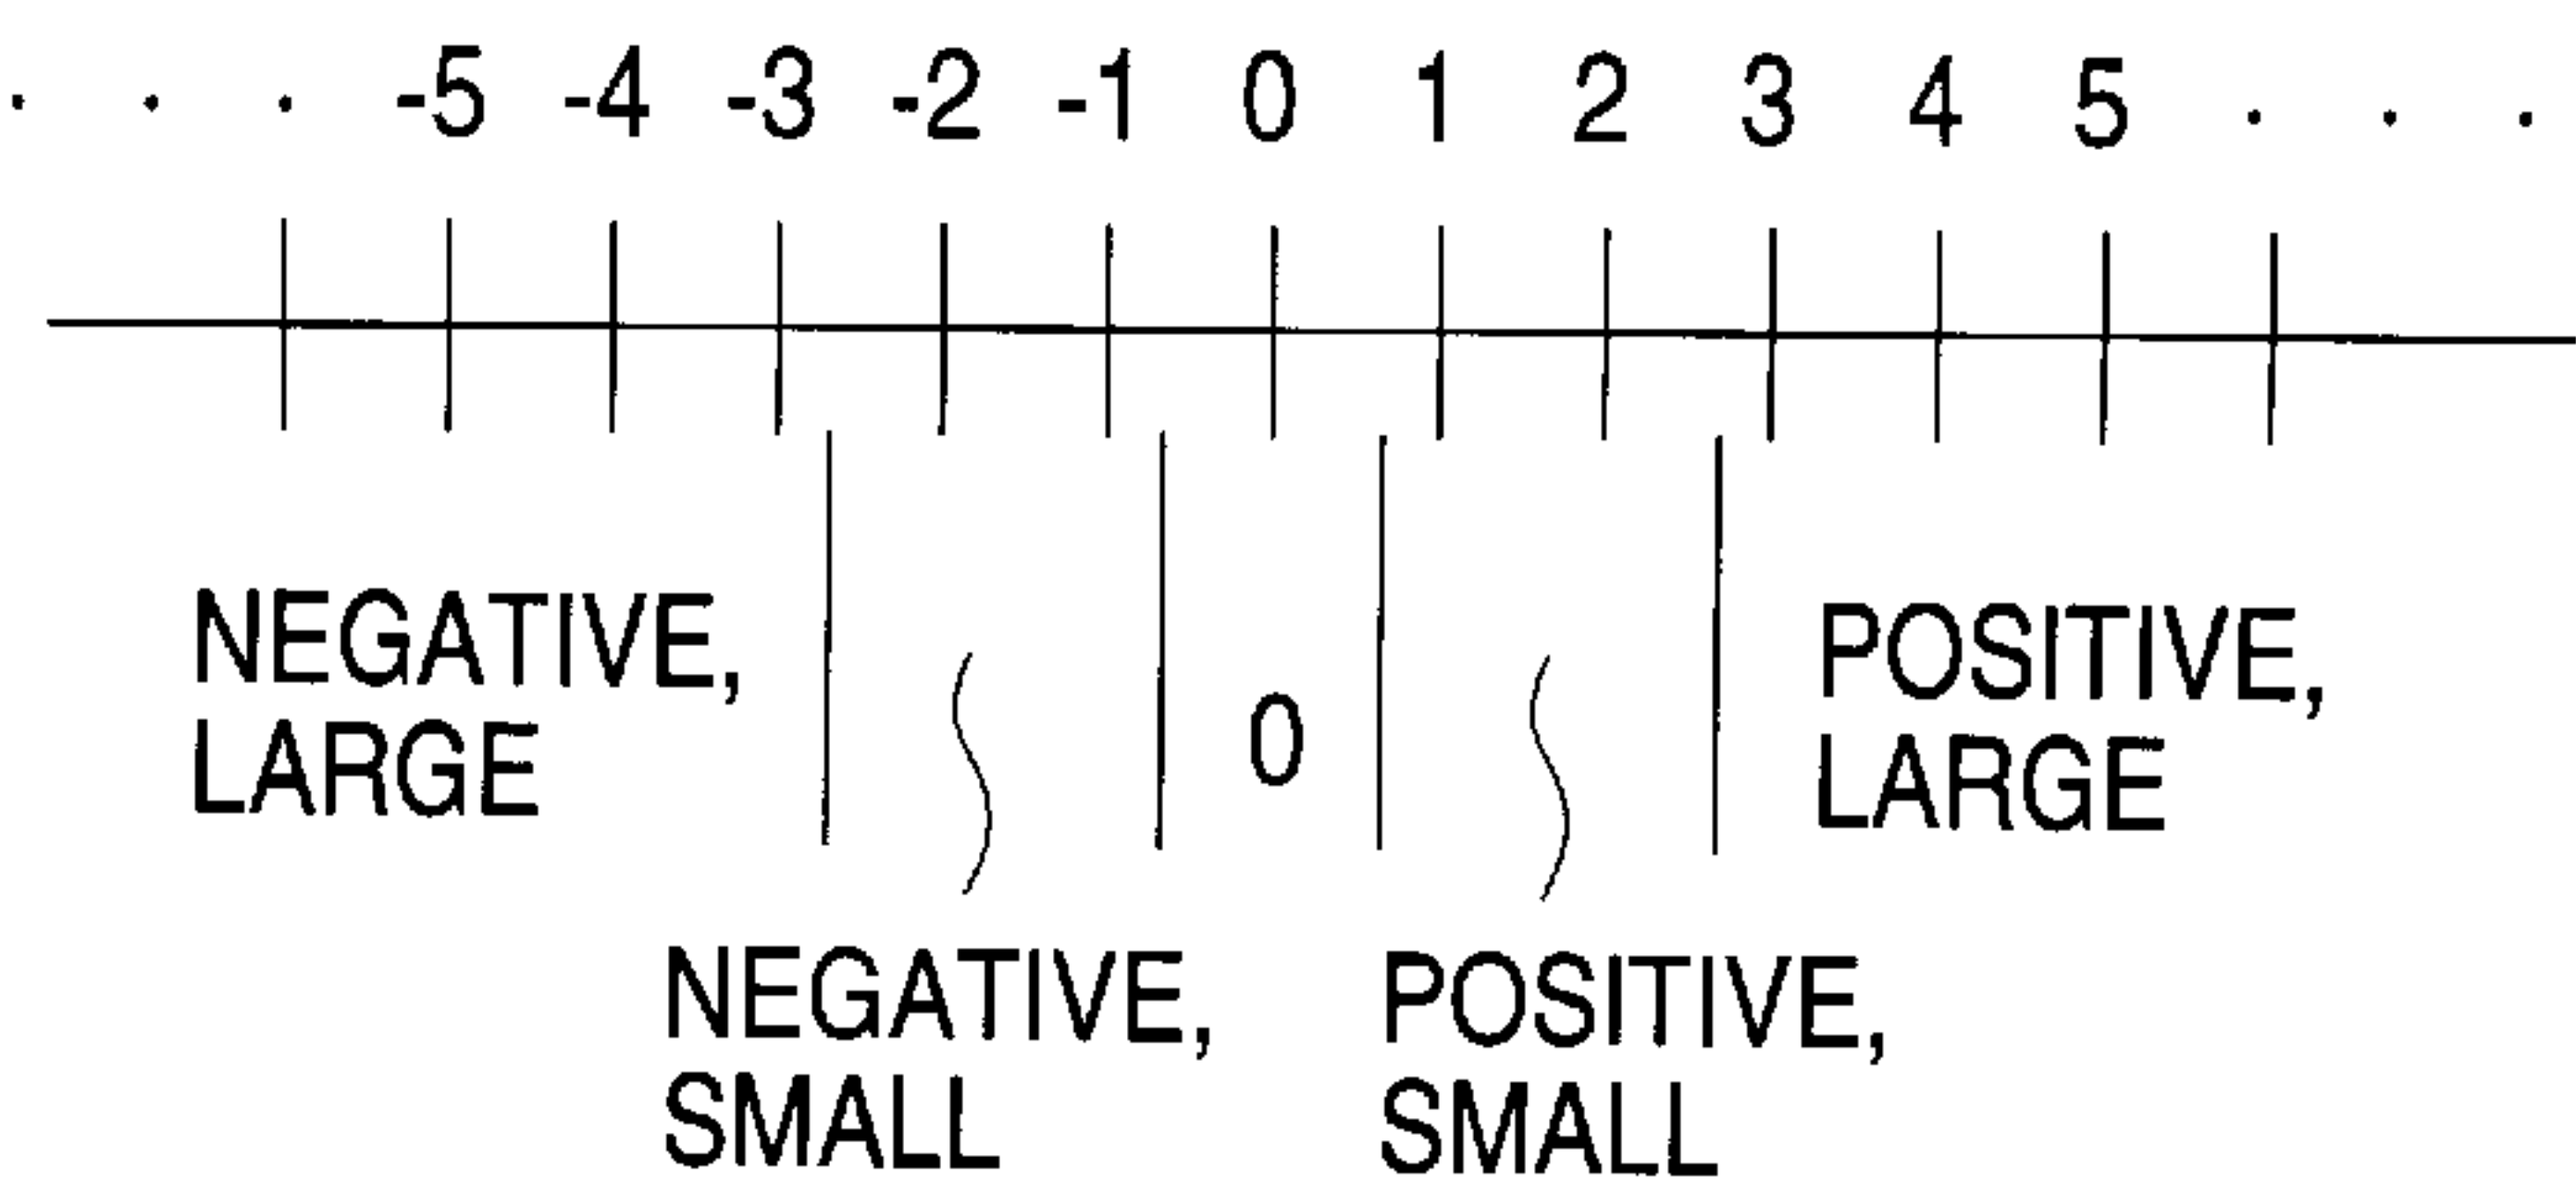 . . . -5 -4 -3 -2 -1 0 1 2 3 4 5 . . .
NEGATIVE,
LARGE
0
POSITIVE,
LARGE
NEGATIVE,
SMALL
POSITIVE,
SMALL